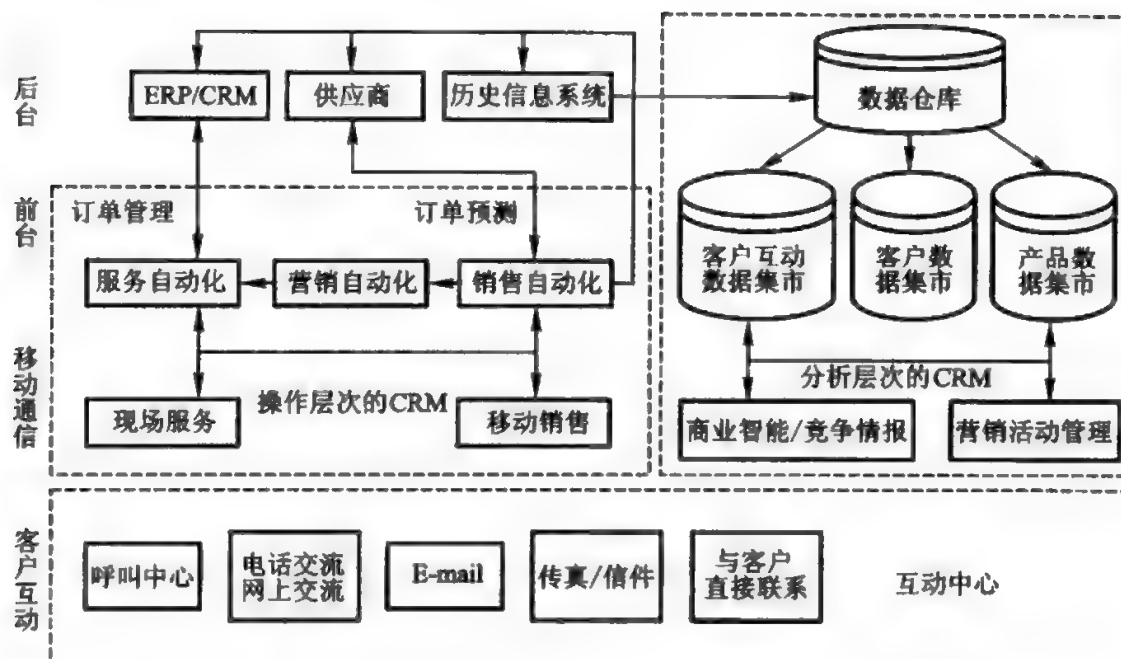 后台
ERP/CRM
供应商
历史信息系统
数据仓库
前台
订单管理
订单预测
服务自动化
营销自动化
销售自动化
客户互动
数据集市
客户数
据集市
产品数
据集市
移动通信
操作层次的CRM
分析层次的CRM
现场服务
移动销售
商业智能/竞争情报
营销活动管理
客户互动
呼叫中心
电话交流
网上交流
E-mail
传真/信件
与客户
直接联系
互动中心